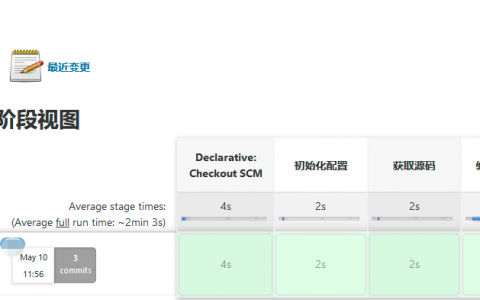 最近变更
阶段视图
Declarative:
Checkout SCM
初始化配置
获取源码
Average stage times:
4s
2s
2s
(Average full run time: ~2min 3s)
May 10
11:56
3
commits
4s
2s
2s